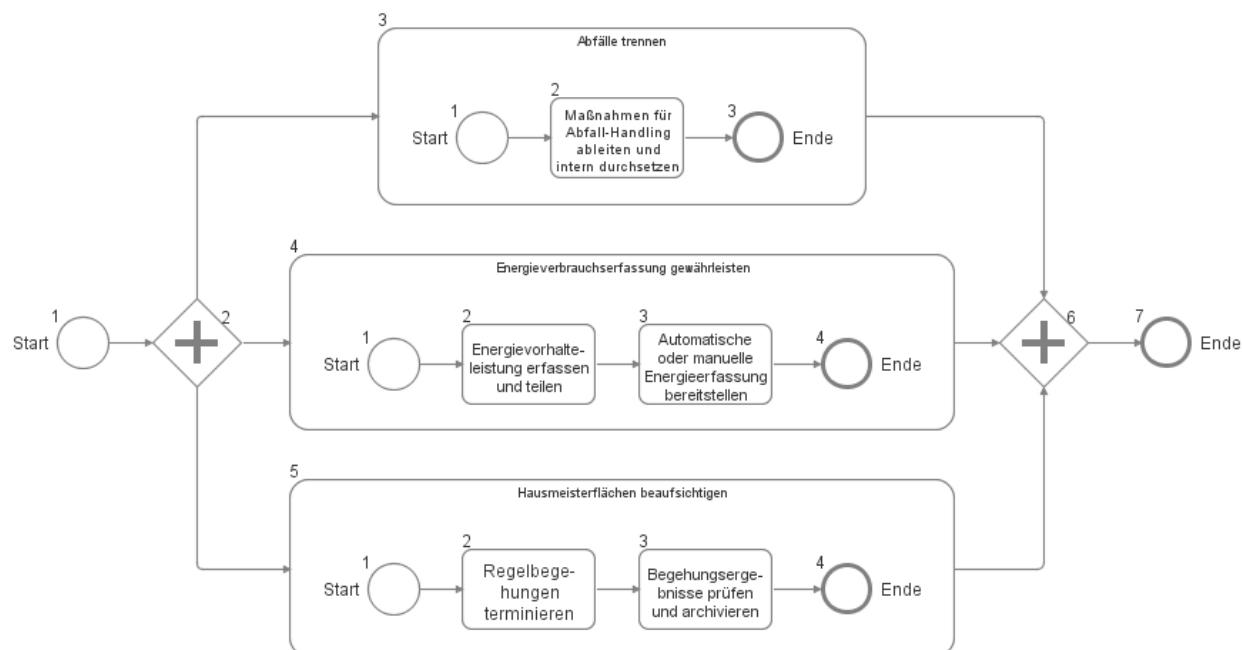 3
Abfälle trennen
1
Start
2
Maßnahmen für
Abfall-Handling
ableiten und
intern durchsetzen
3
Ende
1
Start
2
4
Energieverbrauchserfassung gewährleisten
1
Start
2
Energievorhalte-
leistung erfassen
und teilen
3
Automatische
oder manuelle
Energieerfassung
bereitstellen
4
Ende
6
7
Ende
5
Hausmeisterflächen beaufsichtigen
1
Start
2
Regelbege-
hungen
terminieren
3
Begehungserge-
bnisse prüfen
und archivieren
4
Ende